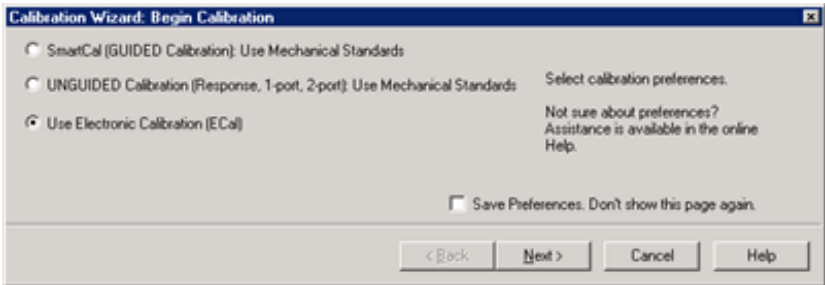 Calibration Wizard: Begin Calibration
SmartCal (GUIDED Calibration): Use Mechanical Standards
UNGUIDED Calibration (Response, 1-port, 2-port): Use Mechanical Standards
Use Electronic Calibration (ECal)
Select calibration preferences.
Not sure about preferences?
Assistance is available in the online
Help.
Save Preferences. Don't show this page again.
< Back
Next >
Cancel
Help